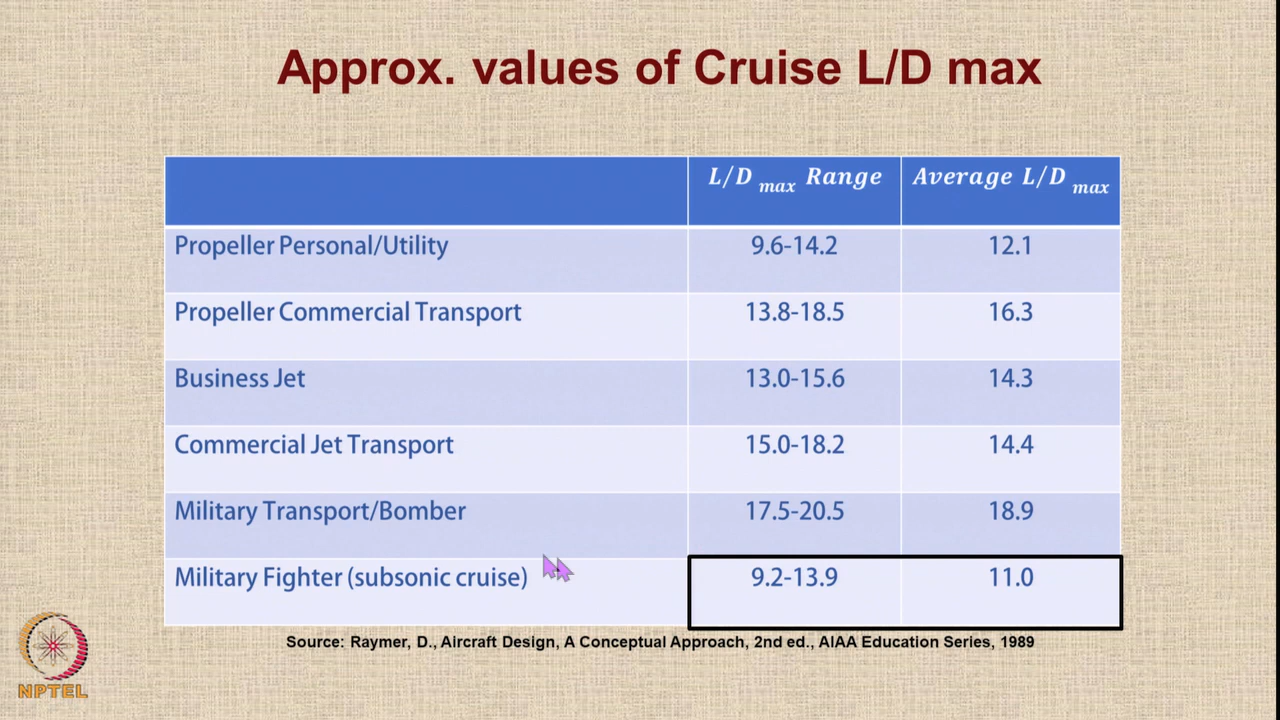 Approx. values of Cruise L/D max
L/D max Range Average L/D max
Propeller Personal/Utility 9.6-14.2 12.1
Propeller Commercial Transport 13.8-18.5 16.3
Business Jet 13.0-15.6 14.3
Commercial Jet Transport 15.0-18.2 14.4
Military Transport/Bomber 17.5-20.5 18.9
Military Fighter (subsonic cruise) 9.2-13.9 11.0
Source: Raymer, D., Aircraft Design, A Conceptual Approach, 2nd ed., AIAA Education Series, 1989
NPTEL